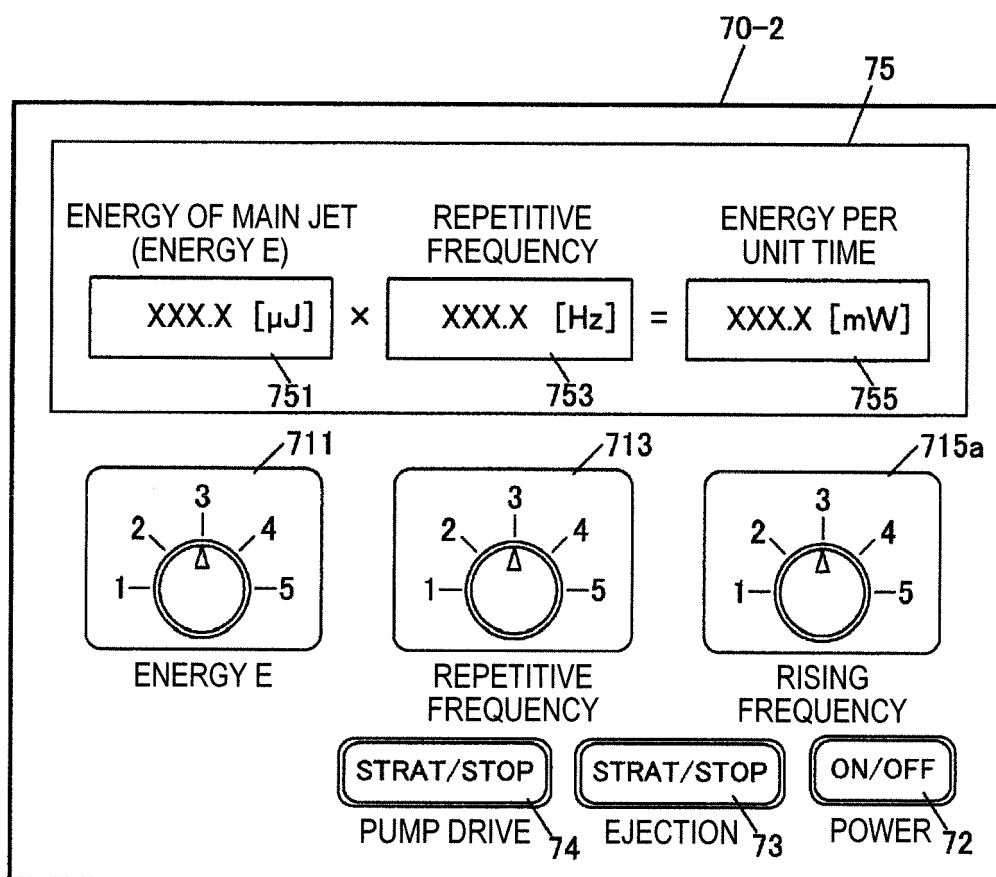 70-2
75
ENERGY OF MAIN JET
(ENERGY E)
REPETITIVE
FREQUENCY
ENERGY PER
UNIT TIME
XXX.X [μJ] × XXX.X [Hz] = XXX.X [mW]
751
753
755
711
713
715a
1 2 3 4 5
1 2 3 4 5
1 2 3 4 5
ENERGY E
REPETITIVE
FREQUENCY
RISING
FREQUENCY
STRAT/STOP
STRAT/STOP
ON/OFF
PUMP DRIVE
74
EJECTION
73
POWER
72